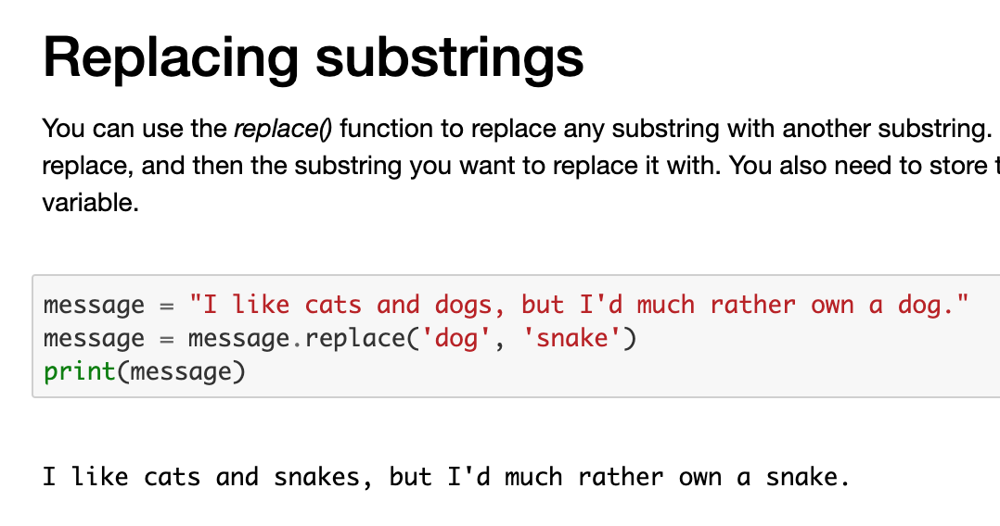 Replacing substrings
You can use the replace() function to replace any substring with another substring.
replace, and then the substring you want to replace it with. You also need to store t
variable.
message = "I like cats and dogs, but I'd much rather own a dog."
message = message.replace('dog', 'snake')
print(message)
I like cats and snakes, but I'd much rather own a snake.